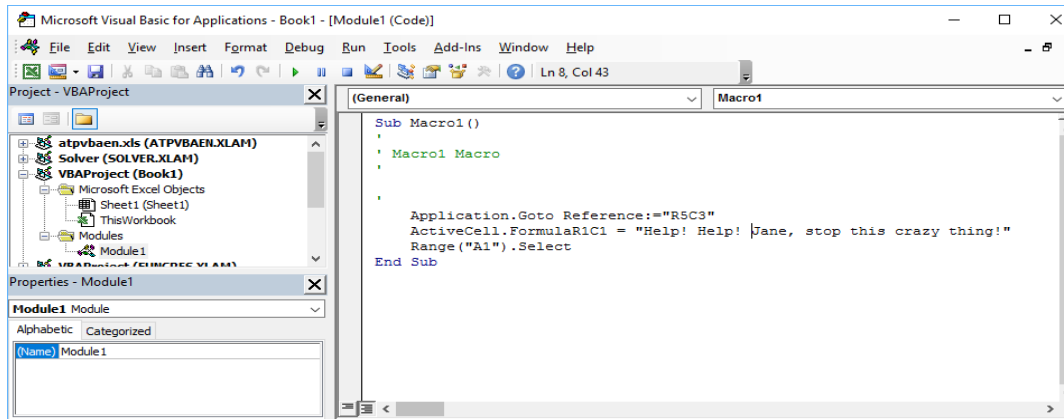 Microsoft Visual Basic for Applications - Book1 - [Module1 (Code)]
File Edit View Insert Format Debug Run Tools Add-Ins Window Help
Ln 8, Col 43
Project - VBAProject
(General) Macro1
atpvbaen.xls (ATPVBAEN.XLAM)
Solver (SOLVER.XLAM)
VBAProject (Book1)
Microsoft Excel Objects
Sheet1 (Sheet1)
ThisWorkbook
Modules
Module1
VBAProject (FUNCRES.XLAM)
Properties - Module1
Module1 Module
Alphabetic Categorized
(Name) Module1
Sub Macro1()
'
' Macro1 Macro
'
'
Application.Goto Reference:="R5C3"
ActiveCell.FormulaR1C1 = "Help! Help! Jane, stop this crazy thing!"
Range("A1").Select
End Sub